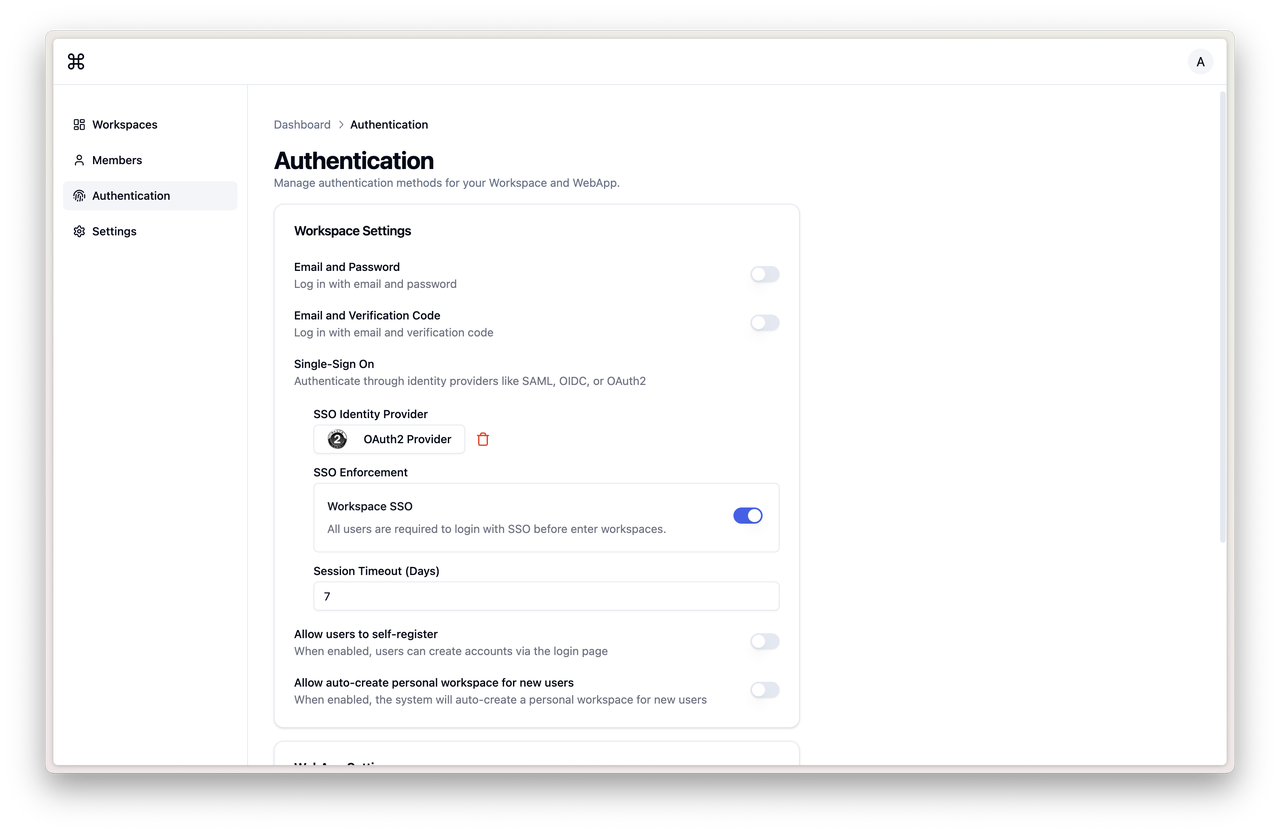 A
Workspaces
Members
Authentication
Settings
Dashboard > Authentication
Authentication
Manage authentication methods for your Workspace and WebApp.
Workspace Settings
Email and Password
Log in with email and password
Email and Verification Code
Log in with email and verification code
Single-Sign On
Authenticate through identity providers like SAML, OIDC, or OAuth2
SSO Identity Provider
2 OAuth2 Provider
SSO Enforcement
Workspace SSO
All users are required to login with SSO before enter workspaces.
Session Timeout (Days)
7
Allow users to self-register
When enabled, users can create accounts via the login page
Allow auto-create personal workspace for new users
When enabled, the system will auto-create a personal workspace for new users